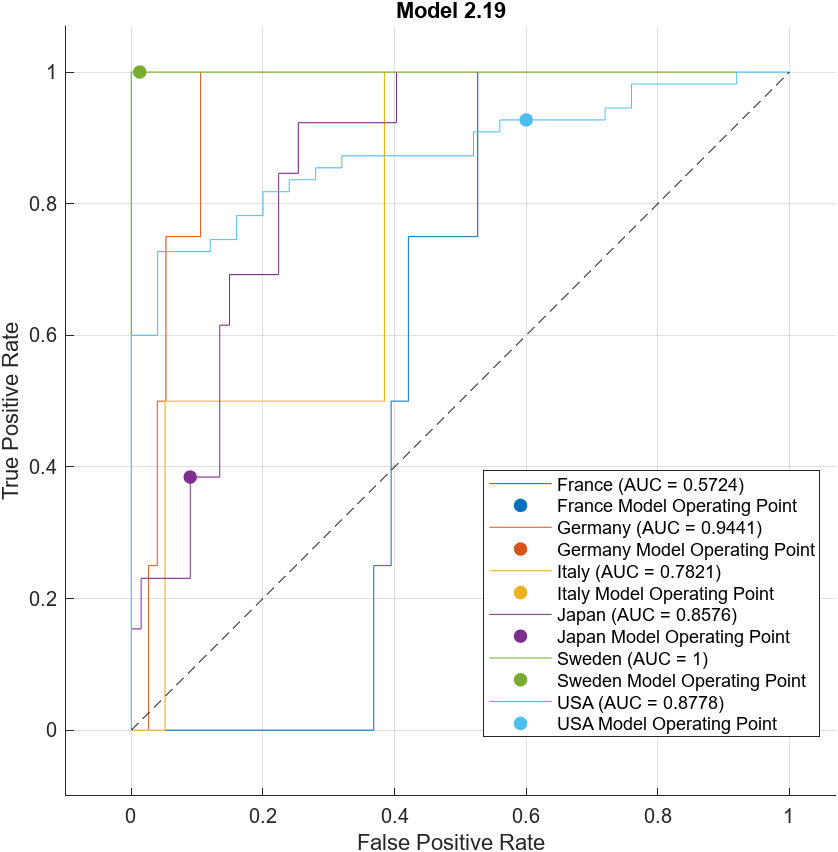 Model 2.19
True Positive Rate
1
0.8
0.6
0.4
0.2
0
France (AUC = 0.5724)
France Model Operating Point
Germany (AUC = 0.9441)
Germany Model Operating Point
Italy (AUC = 0.7821)
Italy Model Operating Point
Japan (AUC = 0.8576)
Japan Model Operating Point
Sweden (AUC = 1)
Sweden Model Operating Point
USA (AUC = 0.8778)
USA Model Operating Point
0 0.2 0.4 0.6 0.8 1
False Positive Rate